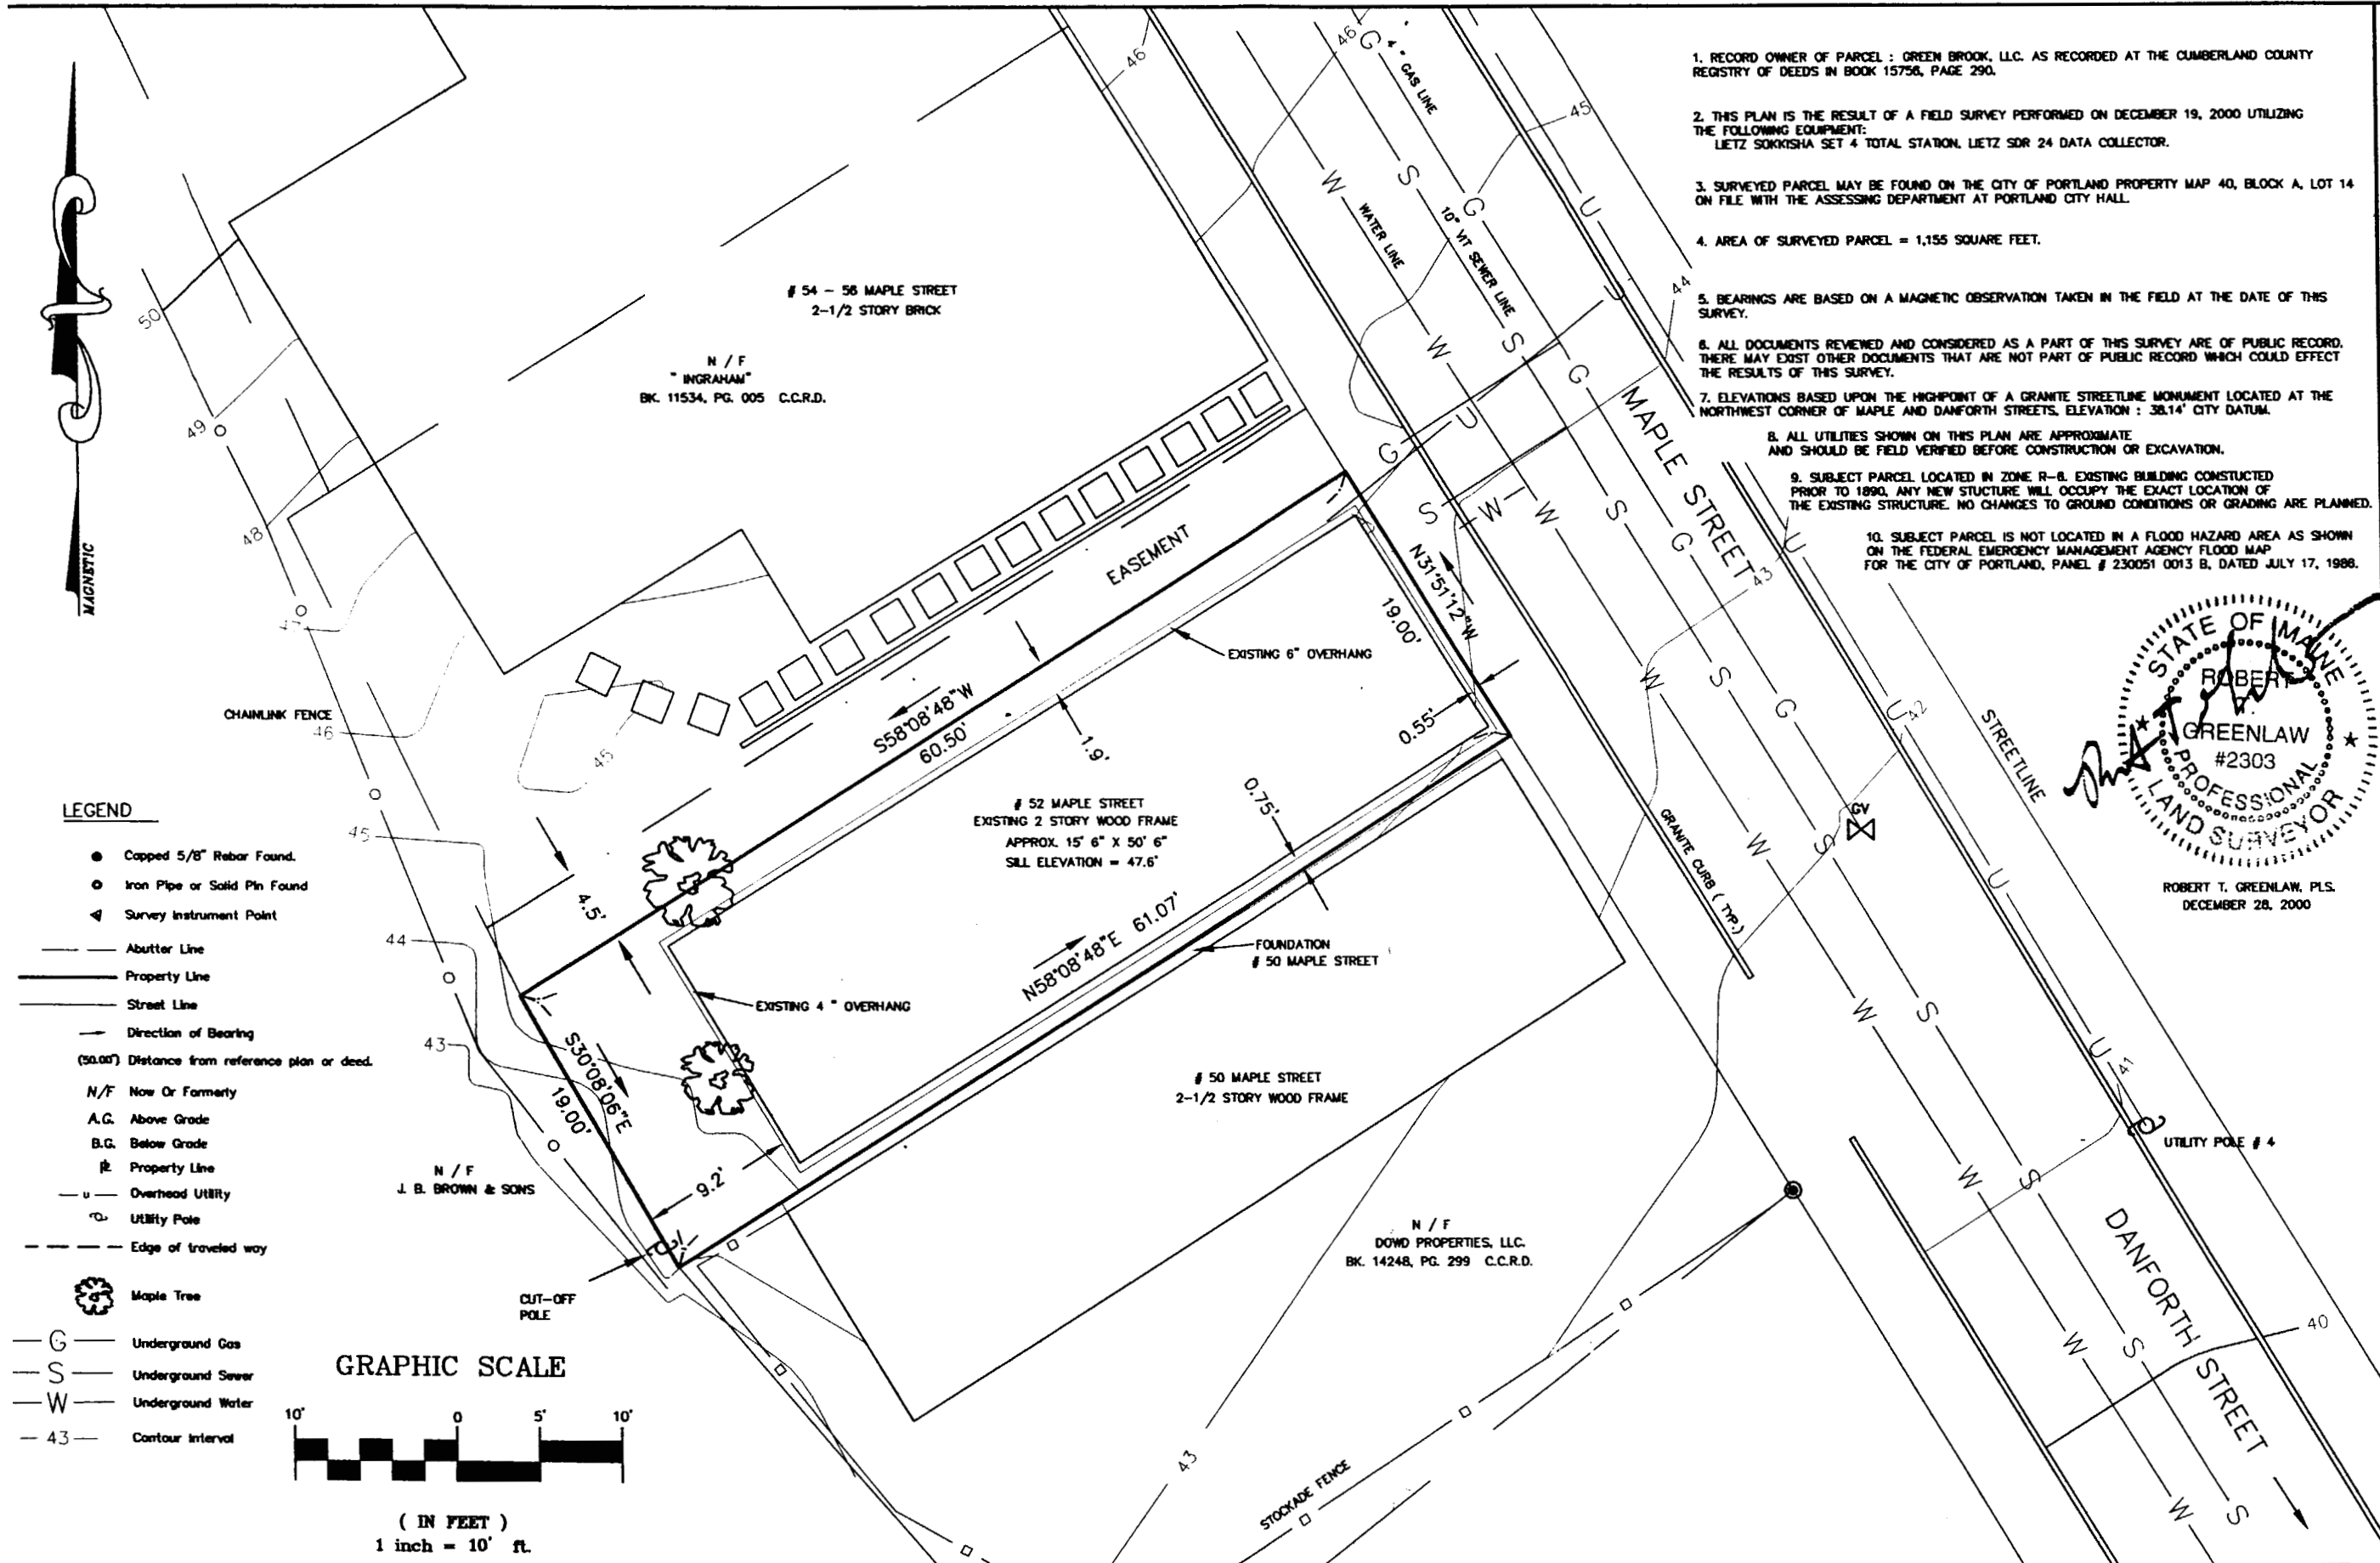 1. RECORD OWNER OF PARCEL : GREEN BROOK, LLC. AS RECORDED AT THE CUMBERLAND COUNTY
REGISTRY OF DEEDS IN BOOK 15756, PAGE 290.
2. THIS PLAN IS THE RESULT OF A FIELD SURVEY PERFORMED ON DECEMBER 19, 2000 UTILIZING
THE FOLLOWING EQUIPMENT:
LIETZ SOKKISHA SET 4 TOTAL STATION, LIETZ SDR 24 DATA COLLECTOR.
3. SURVEYED PARCEL MAY BE FOUND ON THE CITY OF PORTLAND PROPERTY MAP 40, BLOCK A, LOT 14
ON FILE WITH THE ASSESSING DEPARTMENT AT PORTLAND CITY HALL.
4. AREA OF SURVEYED PARCEL = 1,155 SQUARE FEET.
5. BEARINGS ARE BASED ON A MAGNETIC OBSERVATION TAKEN IN THE FIELD AT THE DATE OF THIS
SURVEY.
6. ALL DOCUMENTS REVIEWED AND CONSIDERED AS A PART OF THIS SURVEY ARE OF PUBLIC RECORD.
THERE MAY EXIST OTHER DOCUMENTS THAT ARE NOT PART OF PUBLIC RECORD WHICH COULD EFFECT
THE RESULTS OF THIS SURVEY.
7. ELEVATIONS BASED UPON THE HIGHPOINT OF A GRANITE STREETLINE MONUMENT LOCATED AT THE
NORTHWEST CORNER OF MAPLE AND DANFORTH STREETS, ELEVATION : 38.14' CITY DATUM.
8. ALL UTILITIES SHOWN ON THIS PLAN ARE APPROXIMATE
AND SHOULD BE FIELD VERIFIED BEFORE CONSTRUCTION OR EXCAVATION.
9. SUBJECT PARCEL LOCATED IN ZONE R-6. EXISTING BUILDING CONSTUCTED
PRIOR TO 1890, ANY NEW STUCTURE WILL OCCUPY THE EXACT LOCATION OF
THE EXISTING STRUCTURE. NO CHANGES TO GROUND CONDITIONS OR GRADING ARE PLANNED.
10. SUBJECT PARCEL IS NOT LOCATED IN A FLOOD HAZARD AREA AS SHOWN
ON THE FEDERAL EMERGENCY MANAGEMENT AGENCY FLOOD MAP
FOR THE CITY OF PORTLAND, PANEL # 230051 0013 B, DATED JULY 17, 1986.
STATE OF MAINE
ROBERT
T.
GREENLAW
#2303
PROFESSIONAL
LAND SURVEYOR
ROBERT T. GREENLAW, PLS.
DECEMBER 28, 2000
MAGNETIC
# 54 - 56 MAPLE STREET
2-1/2 STORY BRICK
N / F
" INGRAHAM"
BK. 11534, PG. 005 C.C.R.D.
4 " GAS LINE
WATER LINE
10" VIT SEWER LINE
MAPLE STREET
EASEMENT
N31°51'12"W
19.00'
EXISTING 6" OVERHANG
S58°08'48"W
60.50'
1.9'
0.55'
0.75'
# 52 MAPLE STREET
EXISTING 2 STORY WOOD FRAME
APPROX. 15' 6" X 50' 6"
SILL ELEVATION = 47.6'
4.5'
N58°08'48"E 61.07'
FOUNDATION
# 50 MAPLE STREET
EXISTING 4 " OVERHANG
S30°08'06"E
19.00'
9.2'
# 50 MAPLE STREET
2-1/2 STORY WOOD FRAME
N / F
J. B. BROWN & SONS
N / F
DOWD PROPERTIES, LLC.
BK. 14248, PG. 299 C.C.R.D.
CUT-OFF
POLE
CHAINLINK FENCE
STOCKADE FENCE
GRANITE CURB ( TYP.)
GV
STREETLINE
UTILITY POLE # 4
DANFORTH STREET
50
49
48
47
46
45
45
44
43
46
46
45
44
43
42
41
40
43
G
G
G
G
G
G
S
S
S
S
S
S
S
S
S
S
S
W
W
W
W
W
W
W
W
W
W
W
U
U
U
U
U
U
U
LEGEND
Capped 5/8" Rebar Found.
Iron Pipe or Solid Pin Found
Survey Instrument Point
Abutter Line
Property Line
Street Line
Direction of Bearing
(50.00') Distance from reference plan or deed.
N/F Now Or Formerly
A.G. Above Grade
B.G. Below Grade
PL Property Line
u Overhead Utility
Utility Pole
Edge of traveled way
Maple Tree
G Underground Gas
S Underground Sewer
W Underground Water
43 Contour Interval
GRAPHIC SCALE
10' 0 5' 10'
( IN FEET )
1 inch = 10' ft.